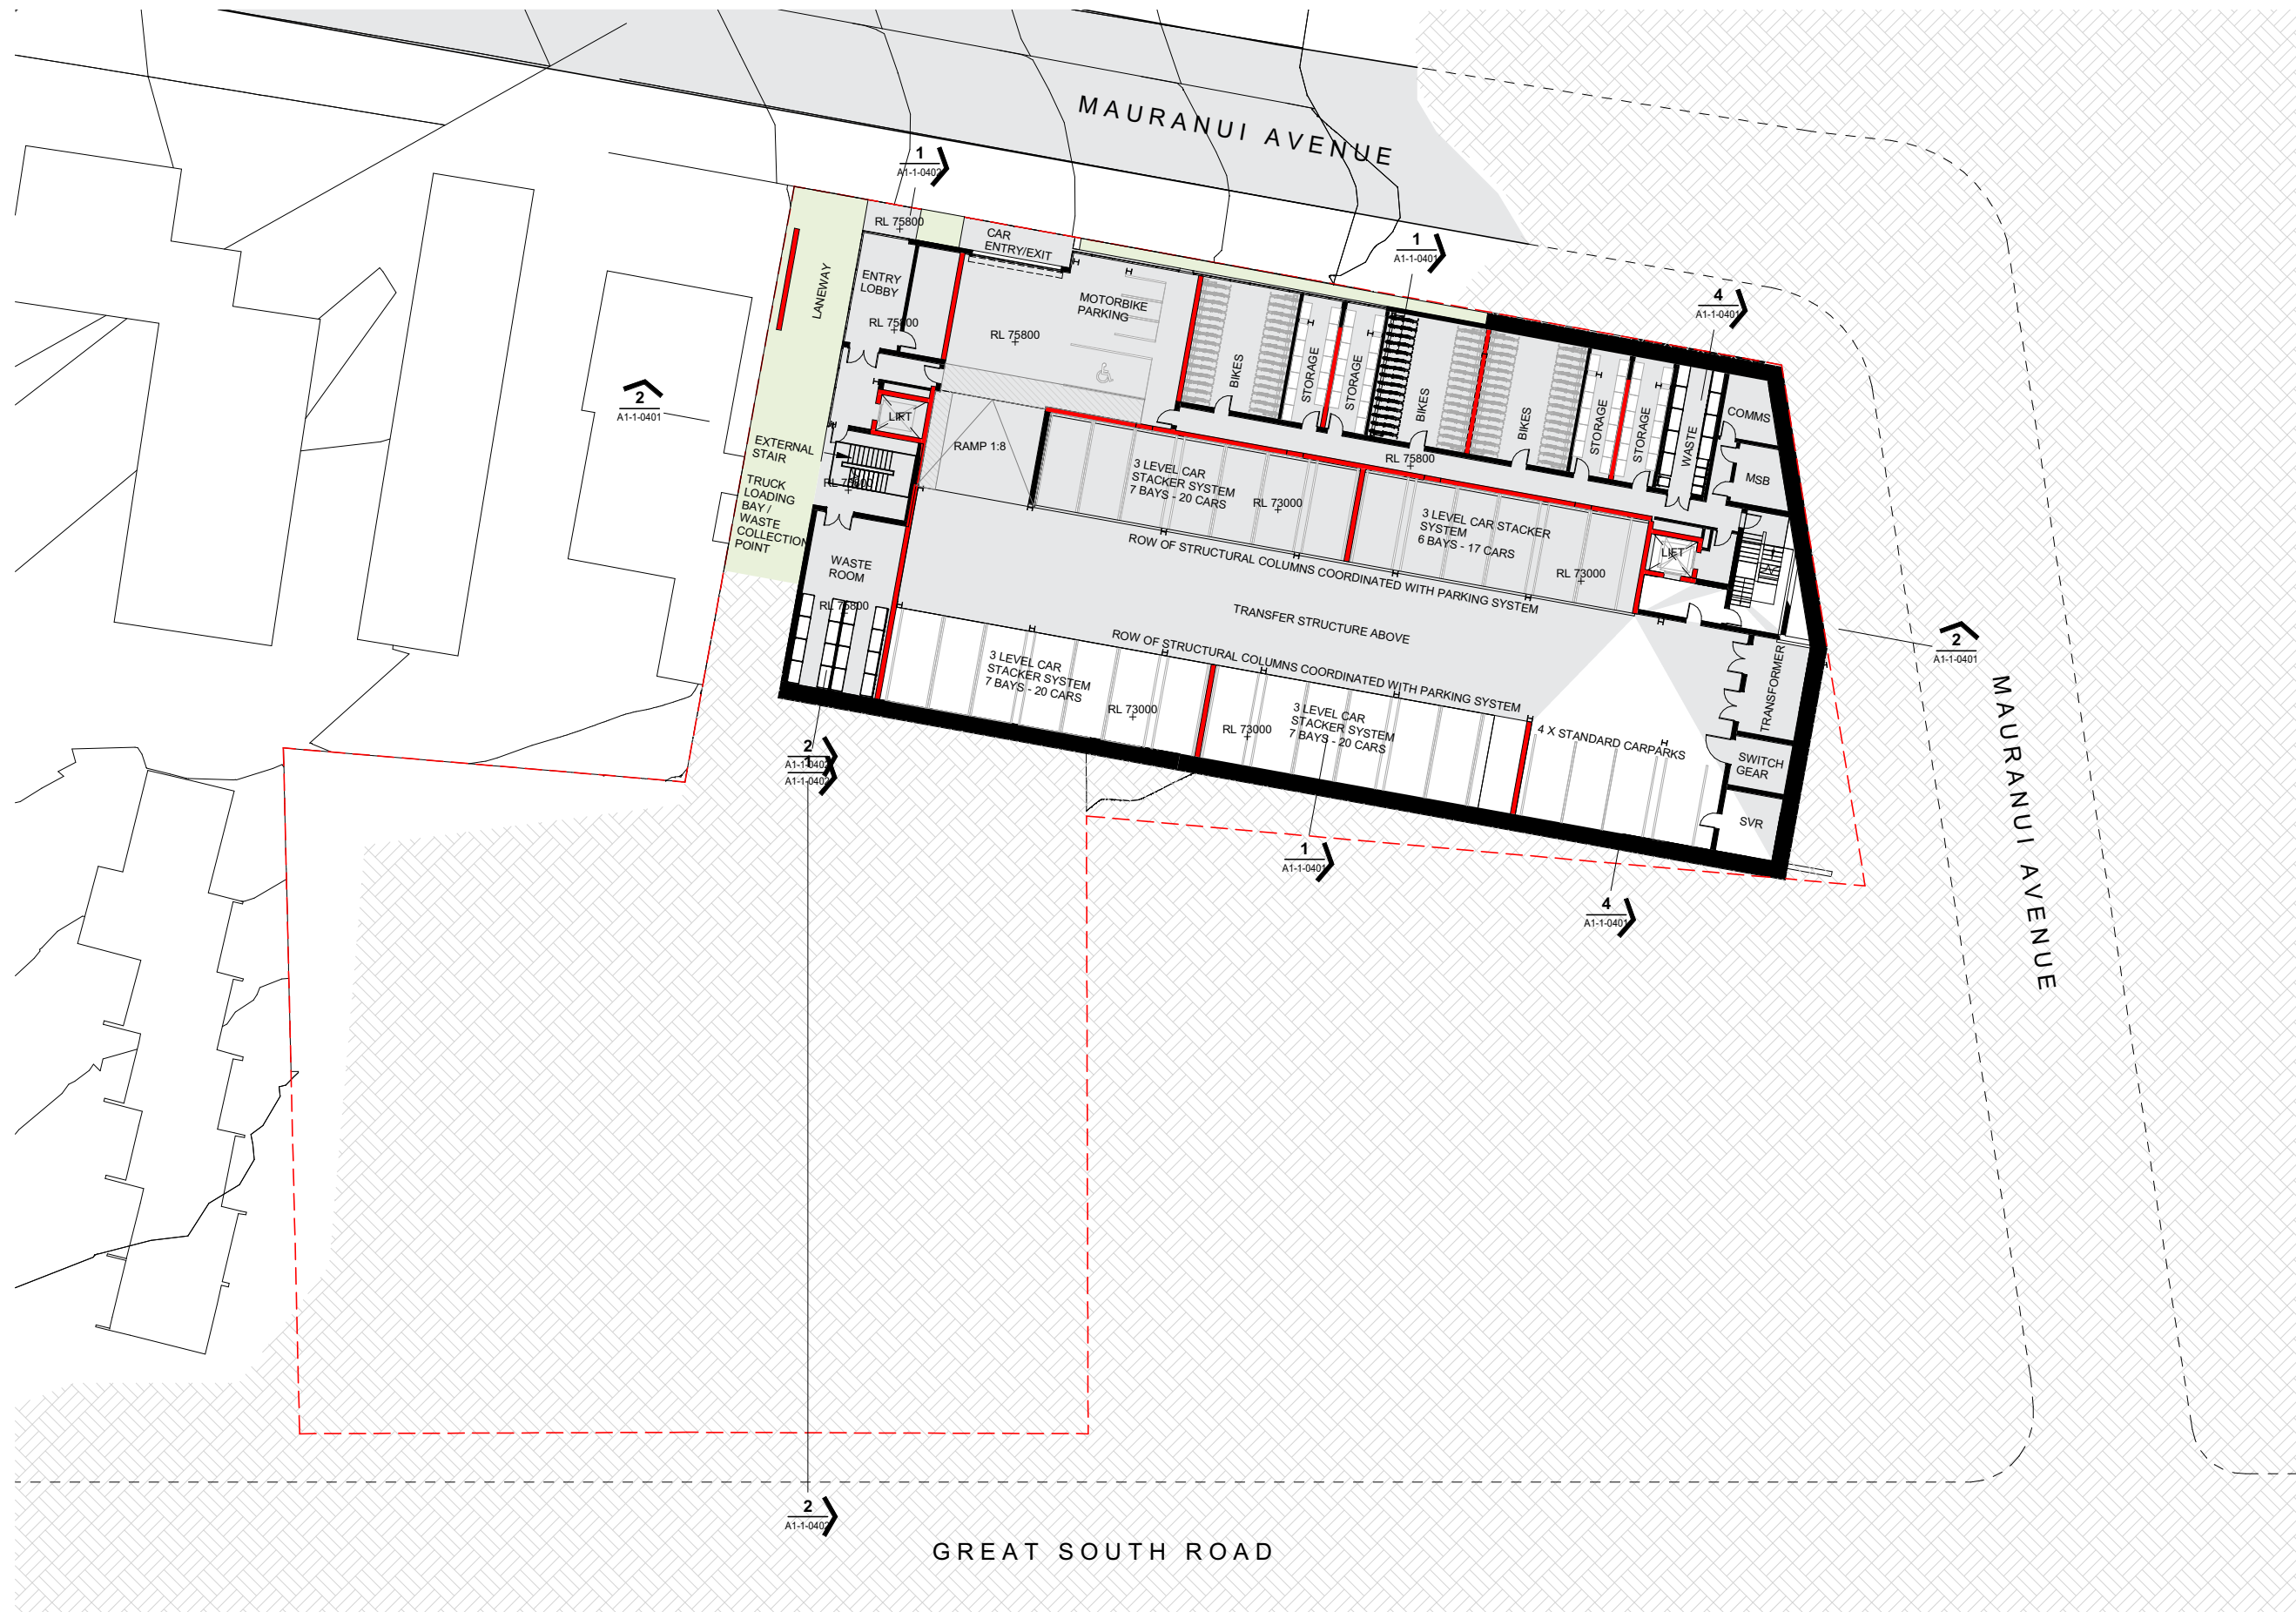 MAURANUI AVENUE
1
A1-1-0402
RL 75800
CAR
ENTRY/EXIT
1
A1-1-0401
4
A1-1-0401
LANEWAY
ENTRY
LOBBY
RL 75800
MOTORBIKE
PARKING
RL 75800
BIKES
STORAGE
STORAGE
BIKES
BIKES
STORAGE
STORAGE
WASTE
COMMS
MSB
2
A1-1-0401
LIFT
RAMP 1:8
EXTERNAL
STAIR
TRUCK
LOADING
BAY /
WASTE
COLLECTION
POINT
3 LEVEL CAR
STACKER SYSTEM
7 BAYS - 20 CARS
RL 73000
RL 75800
3 LEVEL CAR STACKER
SYSTEM
6 BAYS - 17 CARS
RL 73000
LIFT
ROW OF STRUCTURAL COLUMNS COORDINATED WITH PARKING SYSTEM
TRANSFER STRUCTURE ABOVE
ROW OF STRUCTURAL COLUMNS COORDINATED WITH PARKING SYSTEM
WASTE
ROOM
RL 75800
3 LEVEL CAR
STACKER SYSTEM
7 BAYS - 20 CARS
RL 73000
3 LEVEL CAR
STACKER SYSTEM
7 BAYS - 20 CARS
RL 73000
4 X STANDARD CARPARKS
TRANSFORMER
SWITCH
GEAR
SVR
2
A1-1-0401
MAURANUI AVENUE
2
A1-1-0402
1
A1-1-0402
1
A1-1-0401
4
A1-1-0401
2
A1-1-0402
GREAT SOUTH ROAD